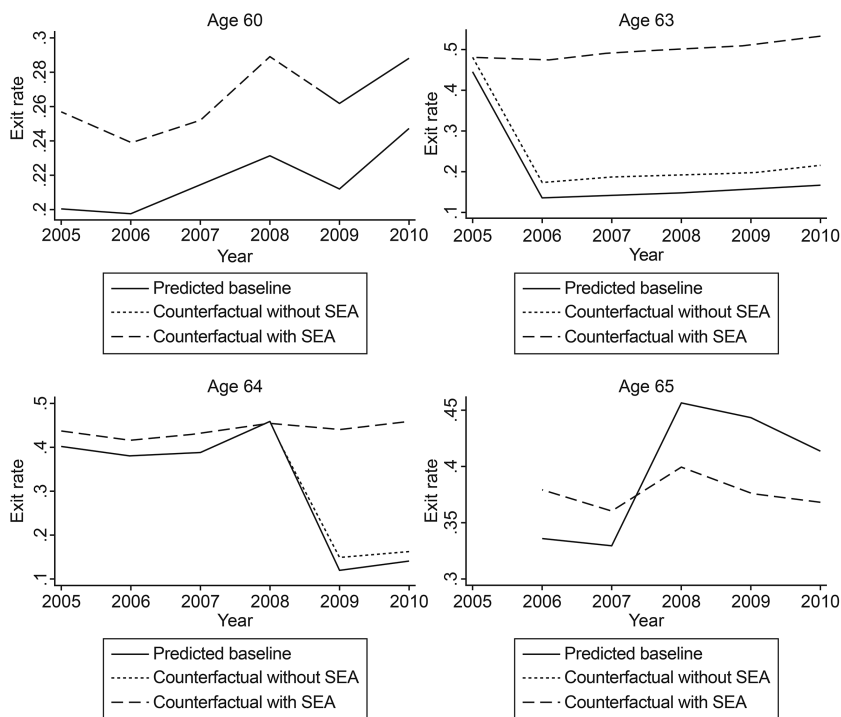 Age 60
Exit rate
.3
.28
.26
.24
.22
.2
2005 2006 2007 2008 2009 2010
Year
Predicted baseline
Counterfactual without SEA
Counterfactual with SEA
Age 63
Exit rate
.5
.4
.3
.2
.1
2005 2006 2007 2008 2009 2010
Year
Predicted baseline
Counterfactual without SEA
Counterfactual with SEA
Age 64
Exit rate
.5
.4
.3
.2
.1
2005 2006 2007 2008 2009 2010
Year
Predicted baseline
Counterfactual without SEA
Counterfactual with SEA
Age 65
Exit rate
.45
.4
.35
.3
2005 2006 2007 2008 2009 2010
Year
Predicted baseline
Counterfactual without SEA
Counterfactual with SEA